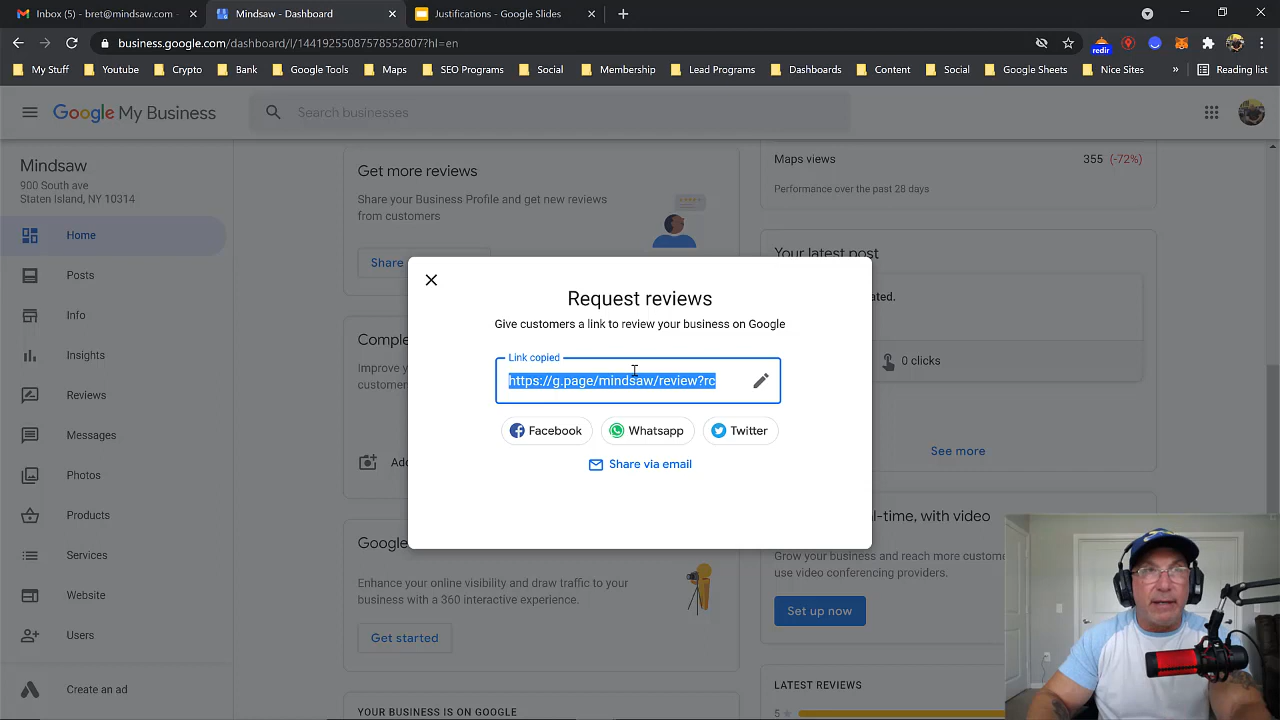 Inbox (5) - bret@mindsaw.com -
Mindsaw - Dashboard
Justifications - Google Slides
business.google.com/dashboard/l/14419255087578552807?hl=en
redir
My Stuff
Youtube
Crypto
Bank
Google Tools
Maps
SEO Programs
Social
Membership
Lead Programs
Dashboards
Content
Social
Google Sheets
Nice Sites
»
Reading list
Google My Business
Search businesses
Mindsaw
900 South ave
Staten Island, NY 10314
Home
Posts
Info
Insights
Reviews
Messages
Photos
Products
Services
Website
Users
Create an ad
Get more reviews
Share your Business Profile and get new reviews
from customers
Share
Maps views
355 (-72%)
Performance over the past 28 days
Your latest post
0 clicks
See more
Request reviews
Give customers a link to review your business on Google
Link copied
https://g.page/mindsaw/review?rc
Facebook
Whatsapp
Twitter
Share via email
Improve y
customers
Google
Enhance your online visibility and draw traffic to your
business with a 360 interactive experience.
Get started
l-time, with video
Grow your business and reach more custome
use video conferencing providers.
Set up now
LATEST REVIEWS
5
YOUR BUSINESS IS ON GOOGLE